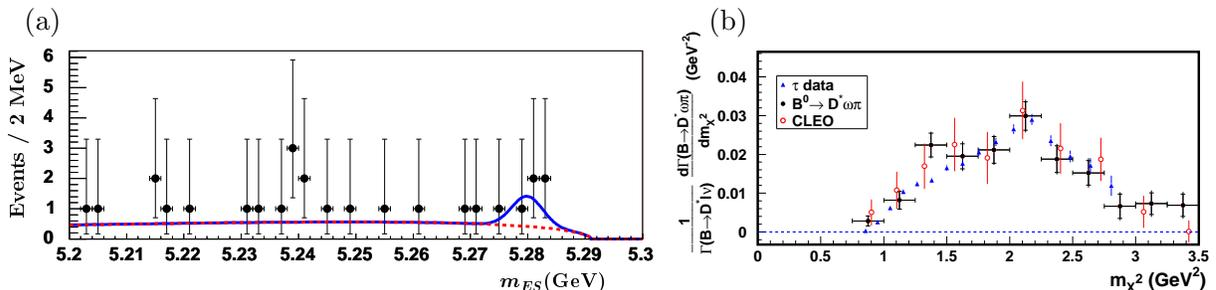 (a)
Events / 2 MeV
6
5
4
3
2
1
0
5.2 5.21 5.22 5.23 5.24 5.25 5.26 5.27 5.28 5.29 5.3
m_ES(GeV)
(b)
1/Γ(B→D*lν) dΓ(B→D*ωπ)/dm_X² (GeV⁻²)
0.04
0.03
0.02
0.01
0
τ data
B⁰→ D*ωπ
CLEO
0 0.5 1 1.5 2 2.5 3 3.5
m_X² (GeV²)